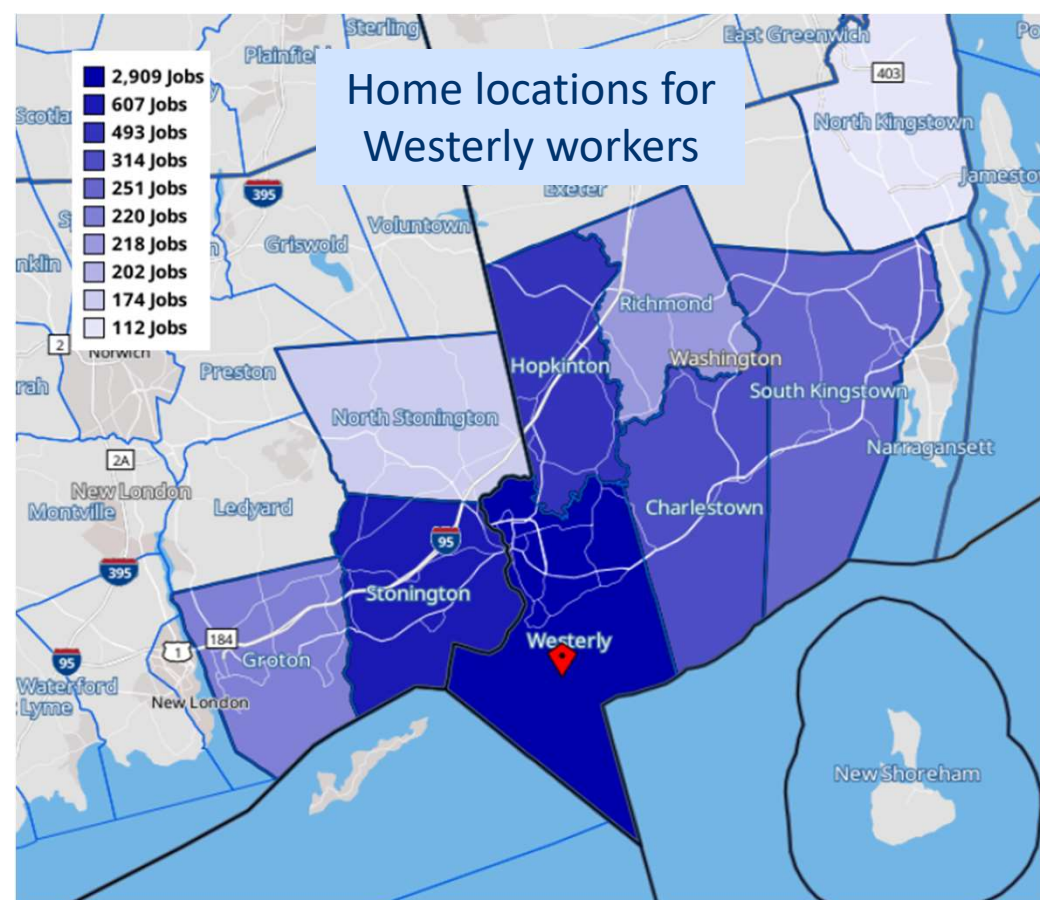 Sterling
East Greenwich
Plainfield
403
Home locations for
Westerly workers
2,909 Jobs
607 Jobs
493 Jobs
314 Jobs
251 Jobs
220 Jobs
218 Jobs
202 Jobs
174 Jobs
112 Jobs
North Kingstown
Exeter
395
Voluntown
Griswold
nklin
Richmond
2
Norwich
Washington
Hopkinton
Preston
rah
South Kingstown
North Stonington
Narragansett
2A
New London
Montville
Ledyard
Charlestown
95
395
Stonington
Westerly
184
1
Groton
95
Waterford
Lyme
New London
New Shoreham